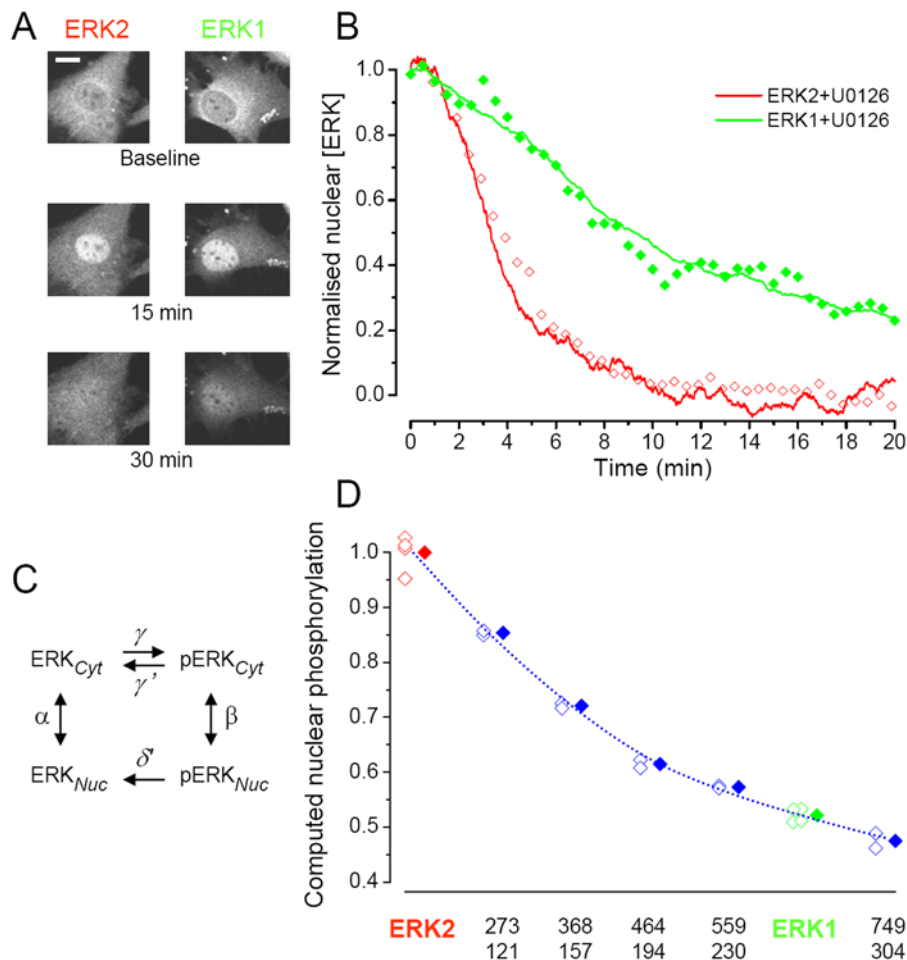 A
ERK2 ERK1
Baseline
15 min
30 min
B
Normalised nuclear [ERK]
1.0
0.8
0.6
0.4
0.2
0.0
0 2 4 6 8 10 12 14 16 18 20
Time (min)
ERK2+U0126
ERK1+U0126
C
ERKCyt γ pERKCyt
γ'
α β
ERKNuc δ' pERKNuc
D
Computed nuclear phosphorylation
1.0
0.9
0.8
0.7
0.6
0.5
0.4
ERK2 273 368 464 559 ERK1 749
121 157 194 230 304